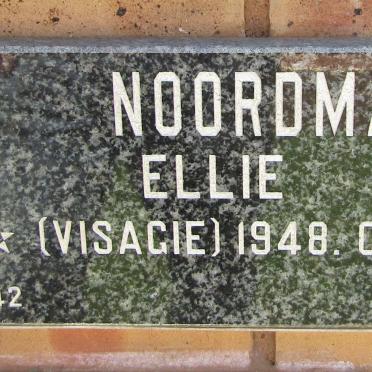 NOORDMA
ELLIE
(VISAGIE) 1948.
42